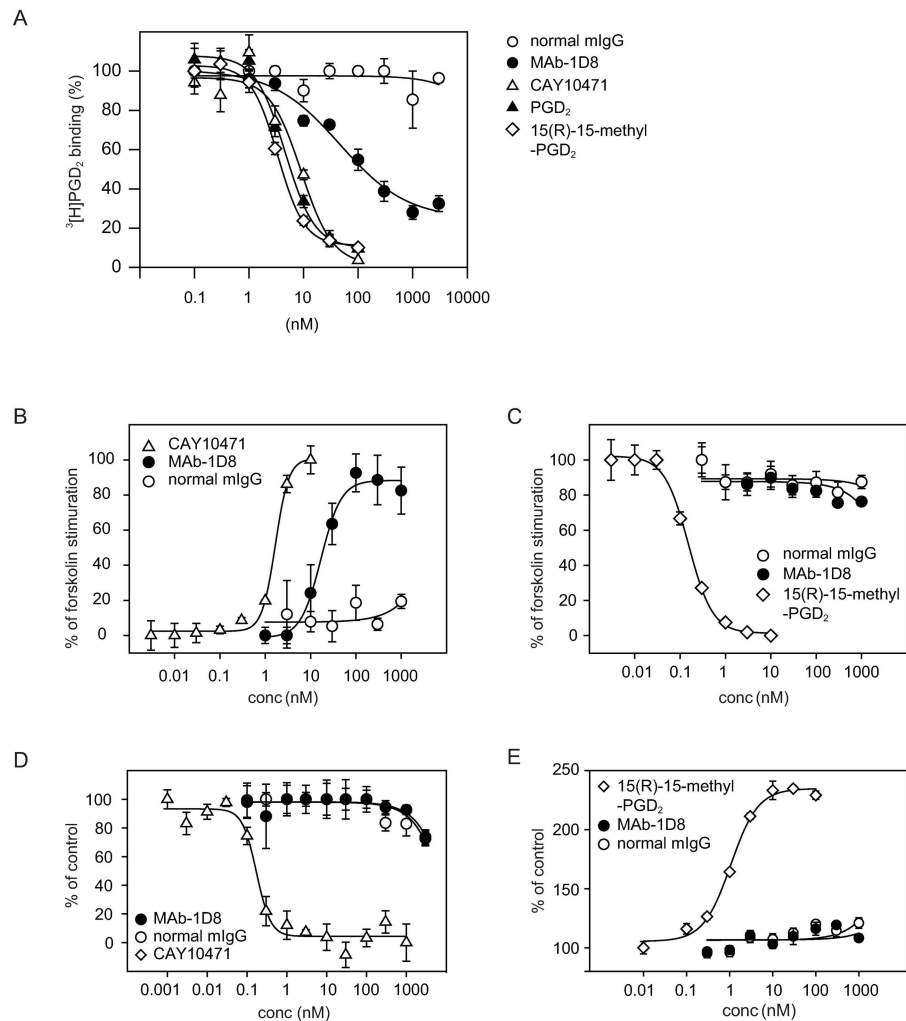 A
³[H]PGD₂ binding (%)
100
80
60
40
20
0
0.1 1 10 100 1000 10000
(nM)
normal mIgG
MAb-1D8
CAY10471
PGD₂
15(R)-15-methyl
-PGD₂
B
% of forskolin stimuration
100
80
60
40
20
0
CAY10471
MAb-1D8
normal mIgG
0.01 0.1 1 10 100 1000
conc (nM)
C
% of forskolin stimuration
100
80
60
40
20
0
normal mIgG
MAb-1D8
15(R)-15-methyl
-PGD₂
0.01 0.1 1 10 100 1000
conc (nM)
D
% of control
100
80
60
40
20
0
MAb-1D8
normal mIgG
CAY10471
0.001 0.01 0.1 1 10 100 1000
conc (nM)
E
% of control
250
200
150
100
15(R)-15-methyl
-PGD₂
MAb-1D8
normal mIgG
0.01 0.1 1 10 100 1000
conc (nM)